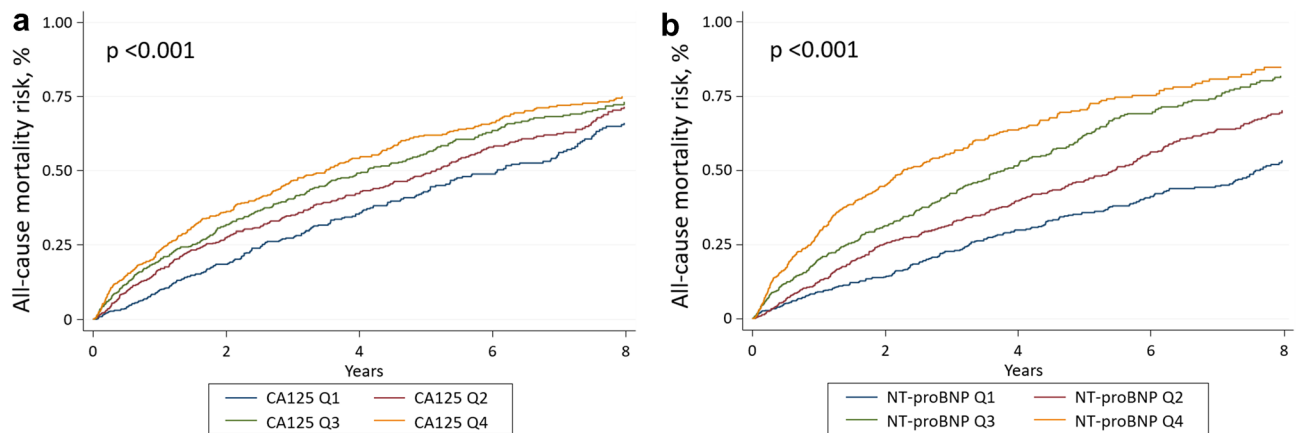 a
p <0.001
All-cause mortality risk, %
1.00
0.75
0.50
0.25
0
0 2 4 6 8
Years
CA125 Q1 CA125 Q2
CA125 Q3 CA125 Q4
b
p <0.001
All-cause mortality risk, %
1.00
0.75
0.50
0.25
0
0 2 4 6 8
Years
NT-proBNP Q1 NT-proBNP Q2
NT-proBNP Q3 NT-proBNP Q4